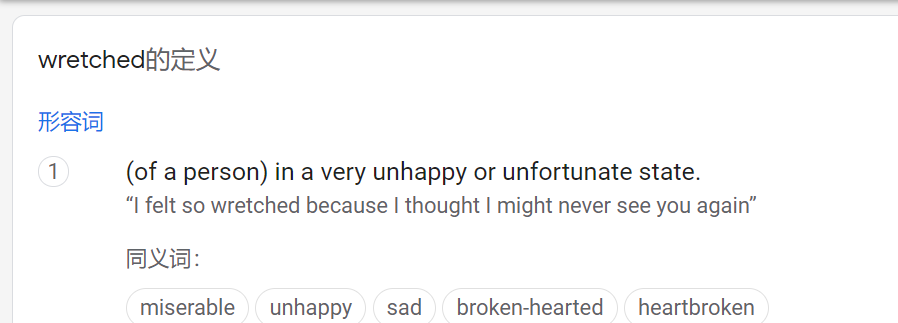 wretched的定义
形容词
1 (of a person) in a very unhappy or unfortunate state.
“I felt so wretched because I thought I might never see you again”
同义词：
miserable unhappy sad broken-hearted heartbroken